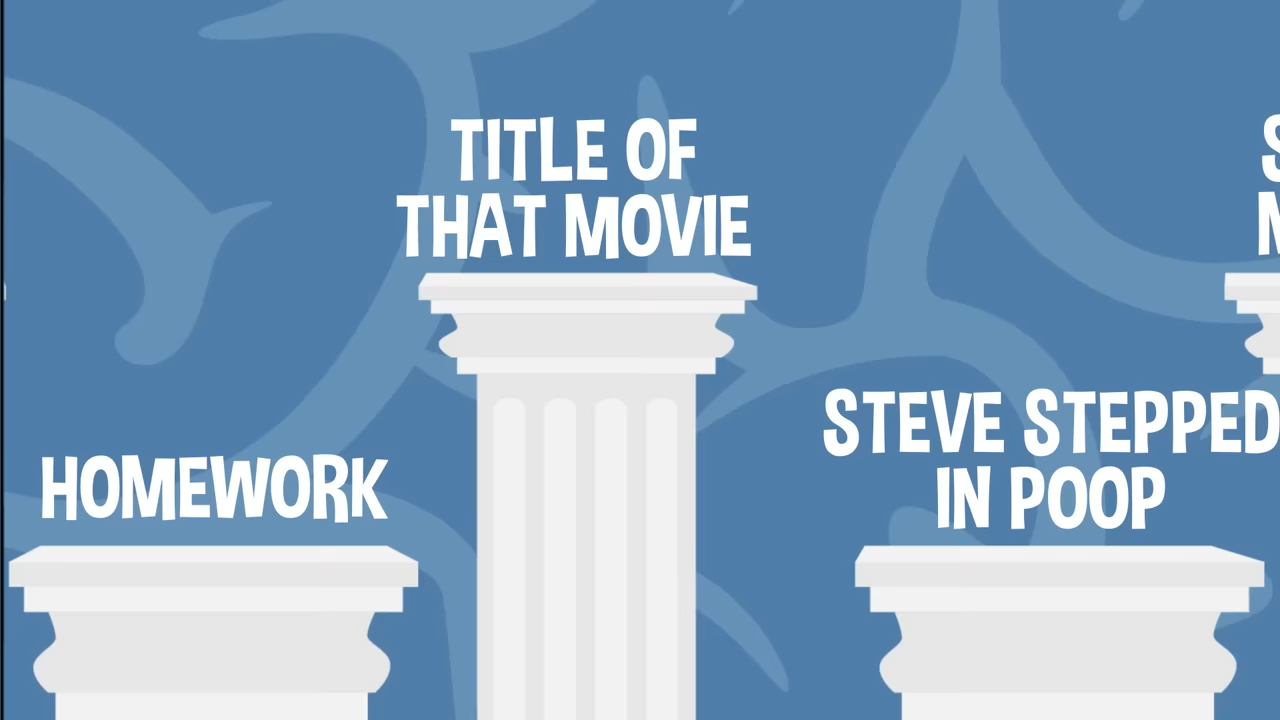 TITLE OF
THAT MOVIE
STEVE STEPPED
IN POOP
HOMEWORK